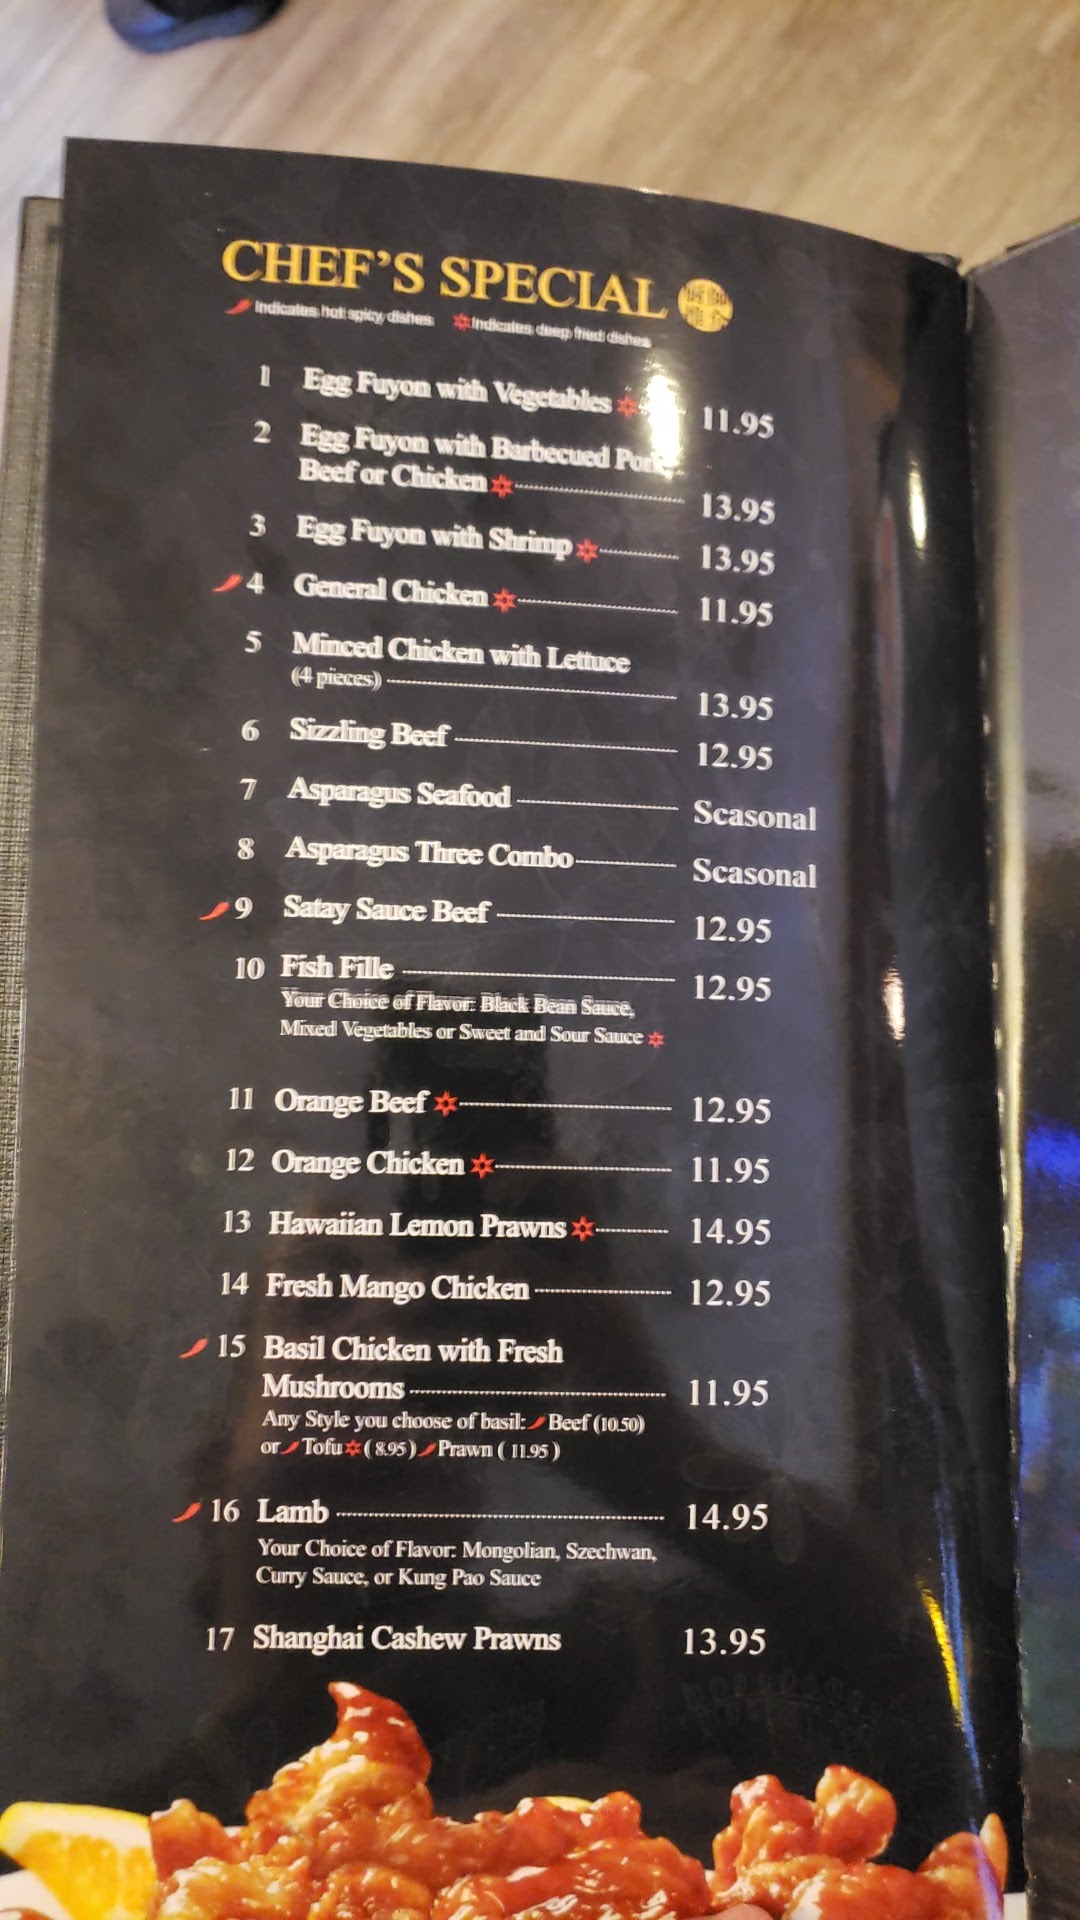 CHEF'S SPECIAL
Indicates hot spicy dishes Indicates deep fried dishes
1 Egg Fuyon with Vegetables 11.95
2 Egg Fuyon with Barbecued Pork
Beef or Chicken 13.95
3 Egg Fuyon with Shrimp 13.95
4 General Chicken 11.95
5 Minced Chicken with Lettuce
(4 pieces) 13.95
6 Sizzling Beef 12.95
7 Asparagus Seafood Scasonal
8 Asparagus Three Combo Scasonal
9 Satay Sauce Beef 12.95
10 Fish Fille 12.95
Your Choice of Flavor: Black Bean Sauce,
Mixed Vegetables or Sweet and Sour Sauce
11 Orange Beef 12.95
12 Orange Chicken 11.95
13 Hawaiian Lemon Prawns 14.95
14 Fresh Mango Chicken 12.95
15 Basil Chicken with Fresh
Mushrooms 11.95
Any Style you choose of basil: Beef (10.50)
or Tofu (8.95) Prawn ( 11.95 )
16 Lamb 14.95
Your Choice of Flavor: Mongolian, Szechwan,
Curry Sauce, or Kung Pao Sauce
17 Shanghai Cashew Prawns 13.95